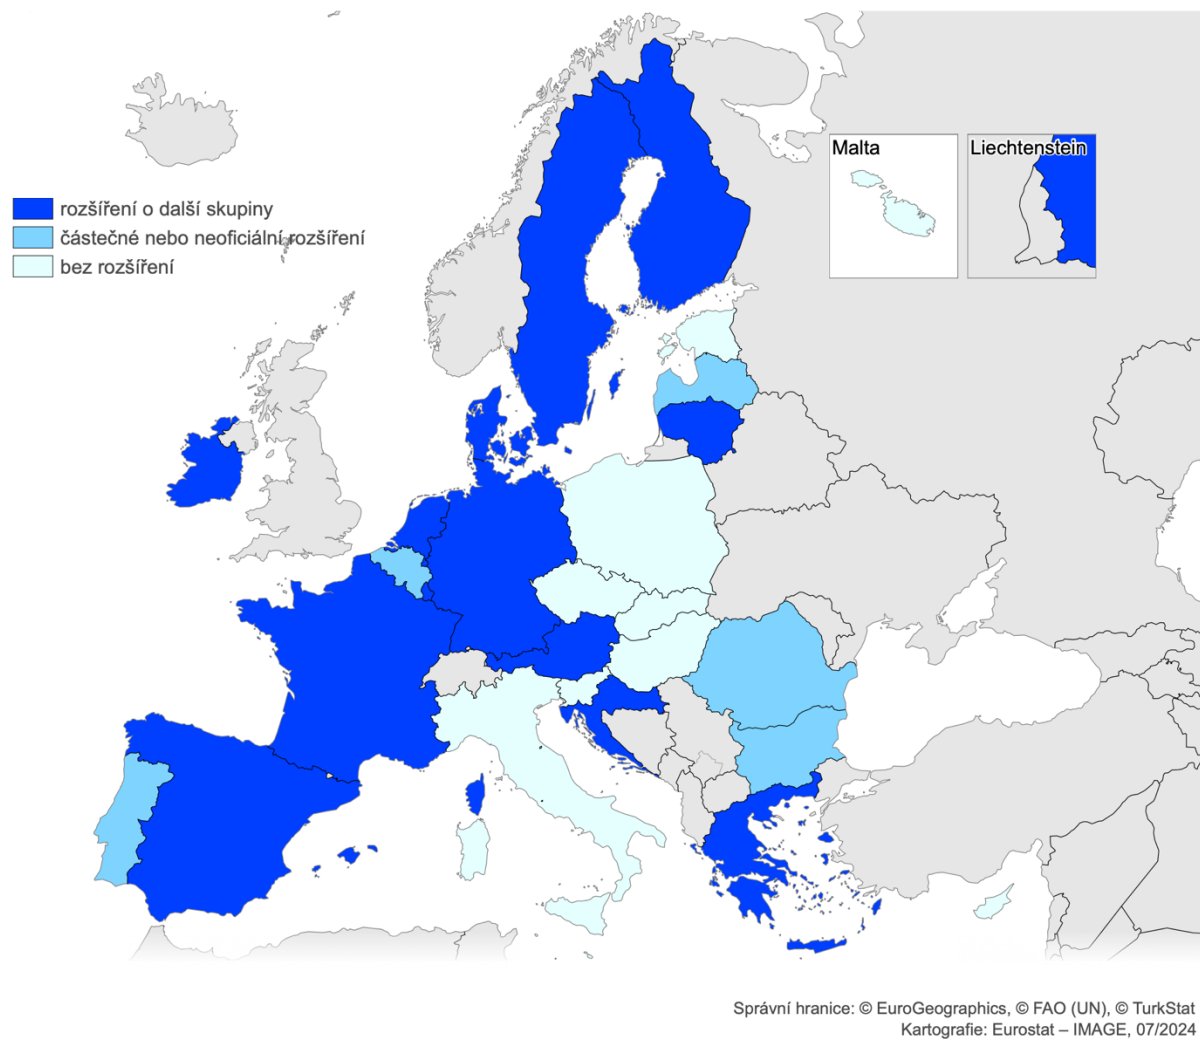 Malta
Liechtenstein
rozšíření o další skupiny
částečné nebo neoficiální rozšíření
bez rozšíření
Správní hranice: © EuroGeographics, © FAO (UN), © TurkStat
Kartografie: Eurostat – IMAGE, 07/2024